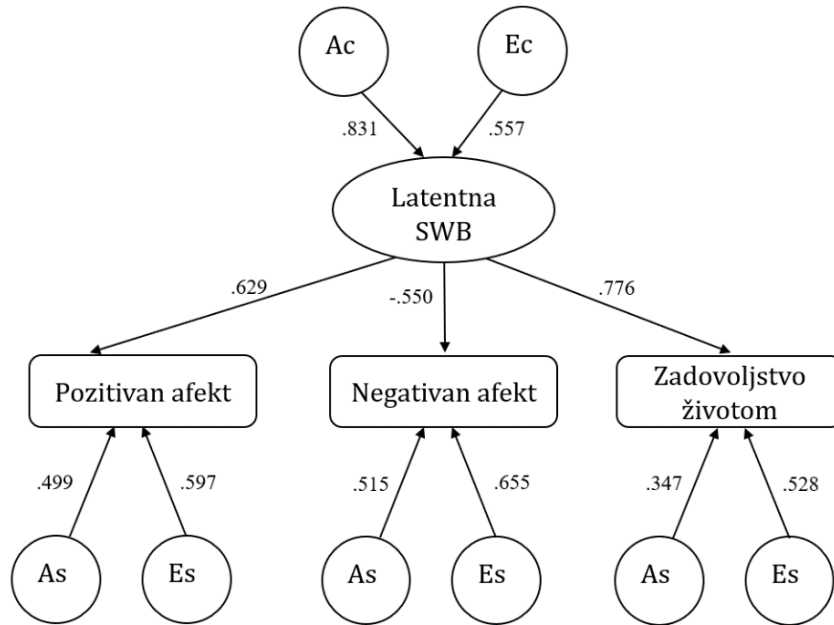 Ac
Ec
.831
.557
Latentna
SWB
.629
-.550
.776
Pozitivan afekt
Negativan afekt
Zadovoljstvo
životom
.499
.597
.515
.655
.347
.528
As
Es
As
Es
As
Es